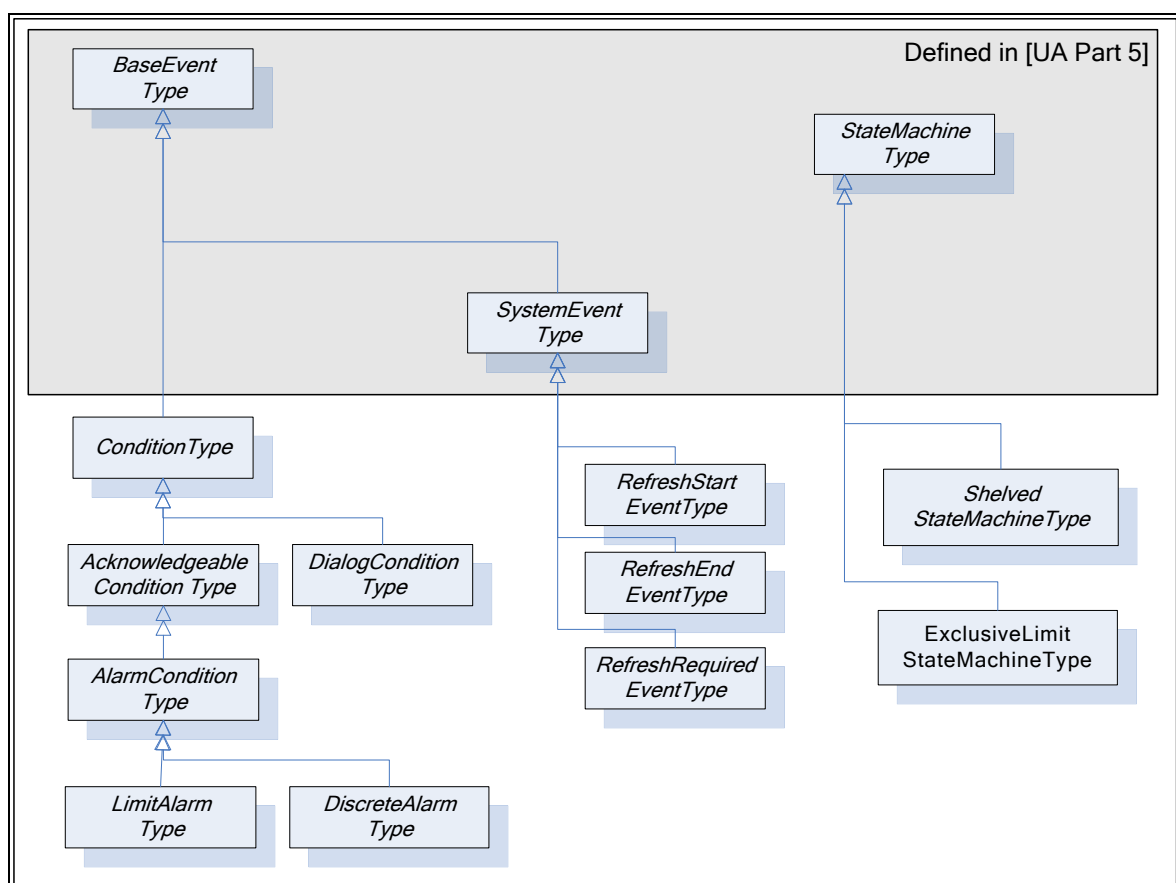 Defined in [UA Part 5]
BaseEvent
Type
StateMachine
Type
SystemEvent
Type
ConditionType
RefreshStart
EventType
Shelved
StateMachineType
Acknowledgeable
Condition Type
DialogCondition
Type
RefreshEnd
EventType
ExclusiveLimit
StateMachineType
AlarmCondition
Type
RefreshRequired
EventType
LimitAlarm
Type
DiscreteAlarm
Type